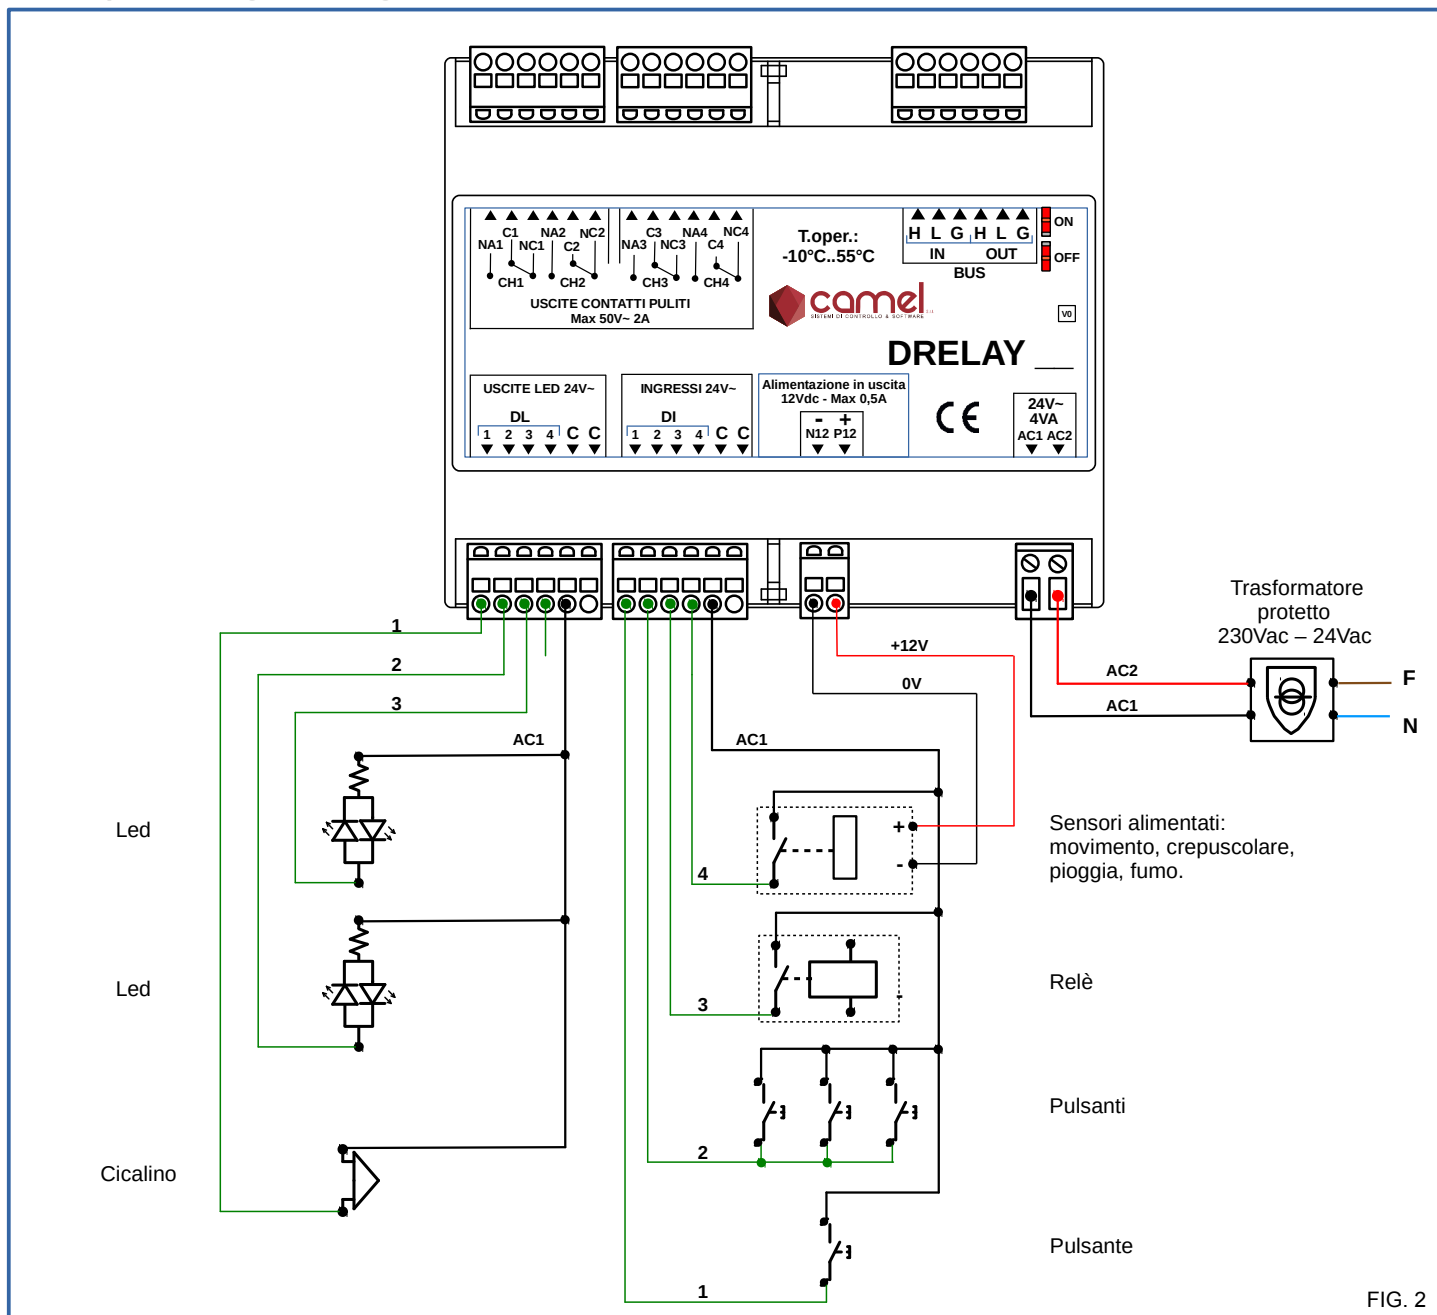 C1 NA2 NC2
NA1 NC1 C2
CH1 CH2
C3 NA4 NC4
NA3 NC3 C4
CH3 CH4
USCITE CONTATTI PULITI
Max 50V~ 2A
T.oper.:
-10°C..55°C
H L G H L G
IN OUT
BUS
ON
OFF
camel
SISTEMI DI CONTROLLO & SOFTWARE
V0
DRELAY __
USCITE LED 24V~
DL
1 2 3 4 C C
INGRESSI 24V~
DI
1 2 3 4 C C
Alimentazione in uscita
12Vdc - Max 0,5A
- +
N12 P12
CE
24V~
4VA
AC1 AC2
Trasformatore
protetto
230Vac – 24Vac
1
2
3
AC1
+12V
0V
AC1
AC2
AC1
F
N
Led
+
-
4
Sensori alimentati:
movimento, crepuscolare,
pioggia, fumo.
Led
3
-
Relè
2
Pulsanti
Cicalino
1
Pulsante
FIG. 2